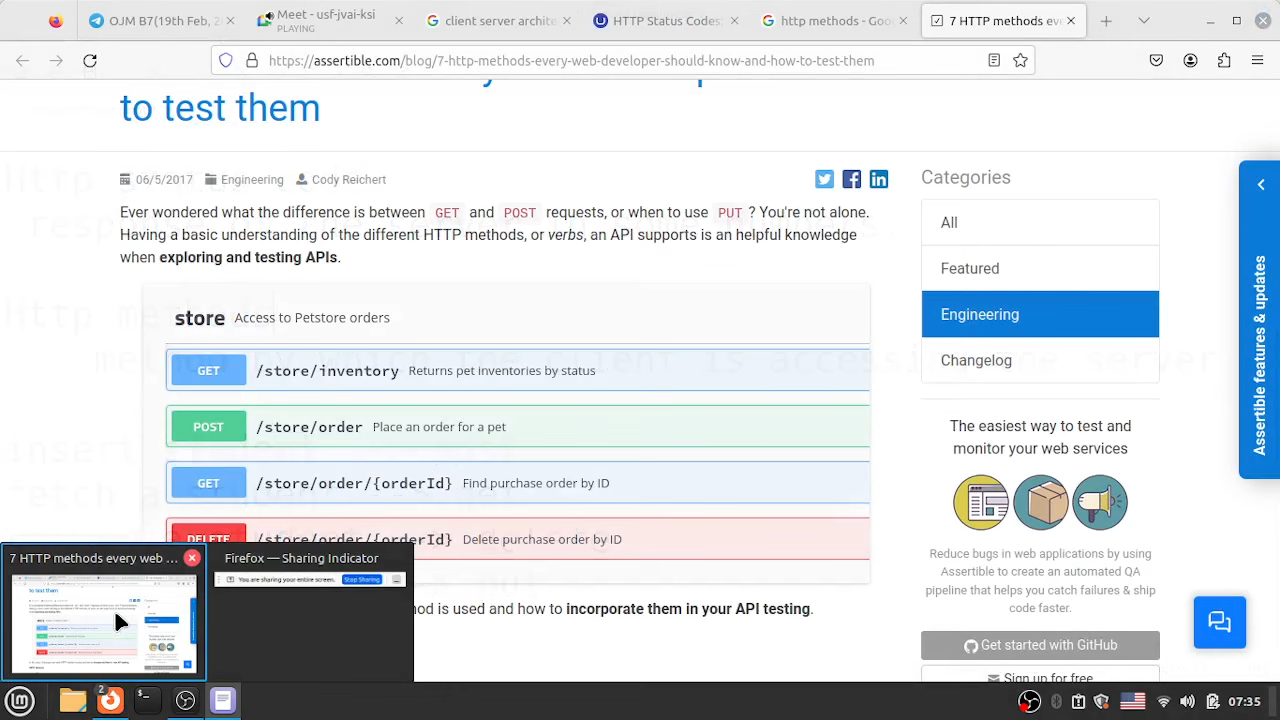 OJM B7(19th Feb, 2
Meet - usf-jvai-ksi
PLAYING
client server archite
HTTP Status Codes
http methods - Goo
7 HTTP methods eve
https://assertible.com/blog/7-http-methods-every-web-developer-should-know-and-how-to-test-them
to test them
06/5/2017 Engineering Cody Reichert
Ever wondered what the difference is between GET and POST requests, or when to use PUT ? You're not alone.
Having a basic understanding of the different HTTP methods, or verbs, an API supports is an helpful knowledge
when exploring and testing APIs.
store Access to Petstore orders
GET /store/inventory Returns pet inventories by status
POST /store/order Place an order for a pet
GET /store/order/{orderId} Find purchase order by ID
DELETE /store/order/{orderId} Delete purchase order by ID
od is used and how to incorporate them in your API testing.
Categories
All
Featured
Engineering
Changelog
The easiest way to test and
monitor your web services
Reduce bugs in web applications by using
Assertible to create an automated QA
pipeline that helps you catch failures & ship
code faster.
Get started with GitHub
Sign up for free
Assertible features & updates
7 HTTP methods every web ...
Firefox — Sharing Indicator
You are sharing your entire screen.
Stop Sharing
to test them
2
07:35